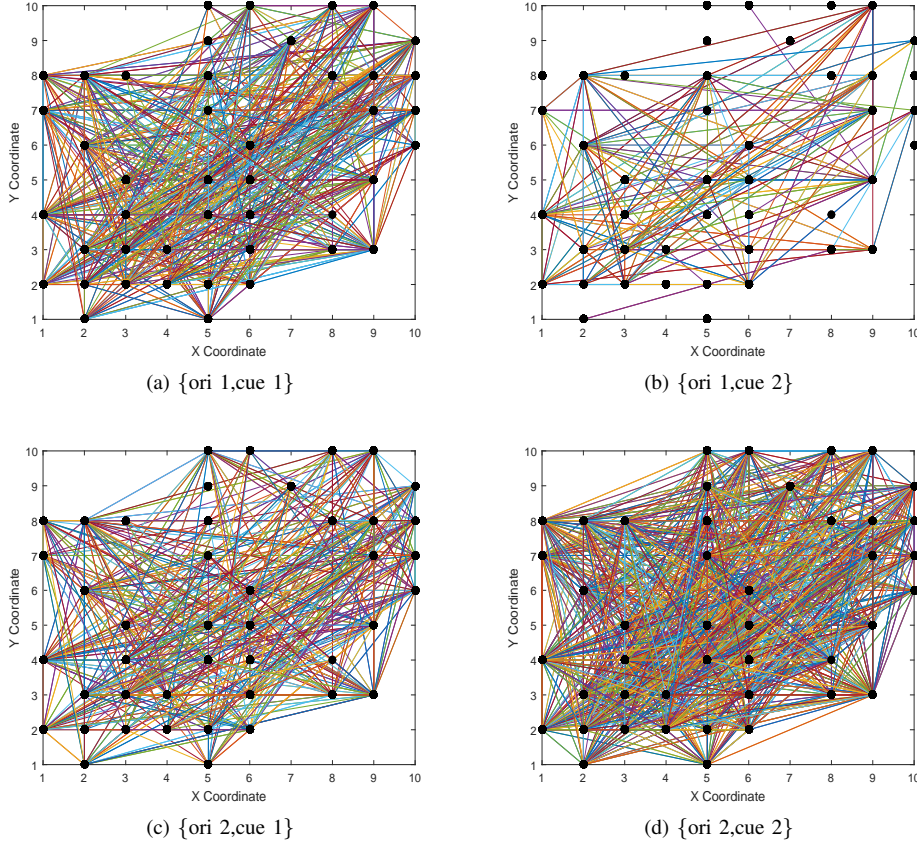 10
9
8
7
6
5
4
3
2
1
Y Coordinate
1 2 3 4 5 6 7 8 9 10
X Coordinate
(a) {ori 1,cue 1}
10
9
8
7
6
5
4
3
2
1
Y Coordinate
1 2 3 4 5 6 7 8 9 10
X Coordinate
(b) {ori 1,cue 2}
10
9
8
7
6
5
4
3
2
1
Y Coordinate
1 2 3 4 5 6 7 8 9 10
X Coordinate
(c) {ori 2,cue 1}
10
9
8
7
6
5
4
3
2
1
Y Coordinate
1 2 3 4 5 6 7 8 9 10
X Coordinate
(d) {ori 2,cue 2}